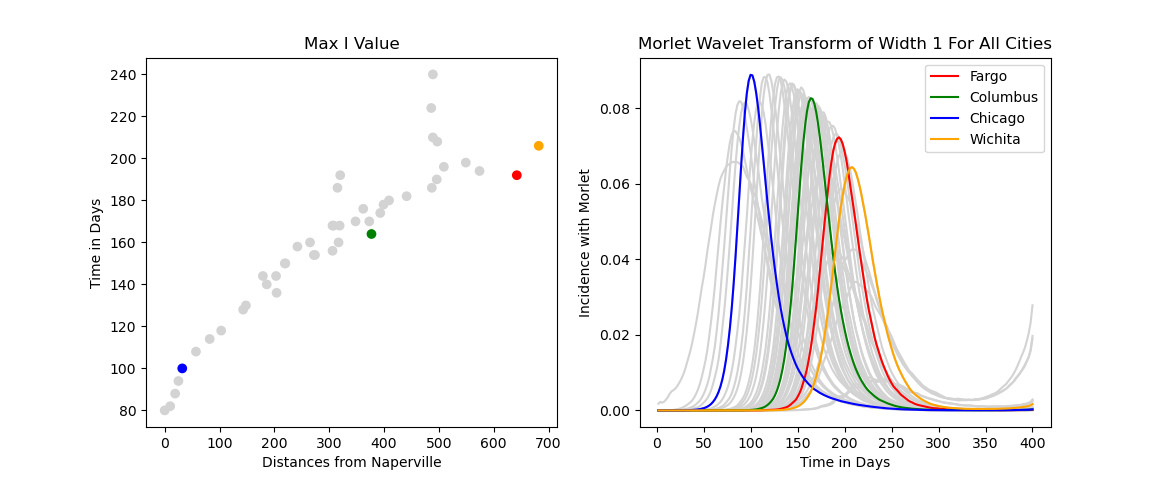 Max I Value
240
220
200
180
160
140
120
100
80
Time in Days
0 100 200 300 400 500 600 700
Distances from Naperville
Morlet Wavelet Transform of Width 1 For All Cities
Fargo
Columbus
Chicago
Wichita
0.08
0.06
0.04
0.02
0.00
Incidence with Morlet
0 50 100 150 200 250 300 350 400
Time in Days